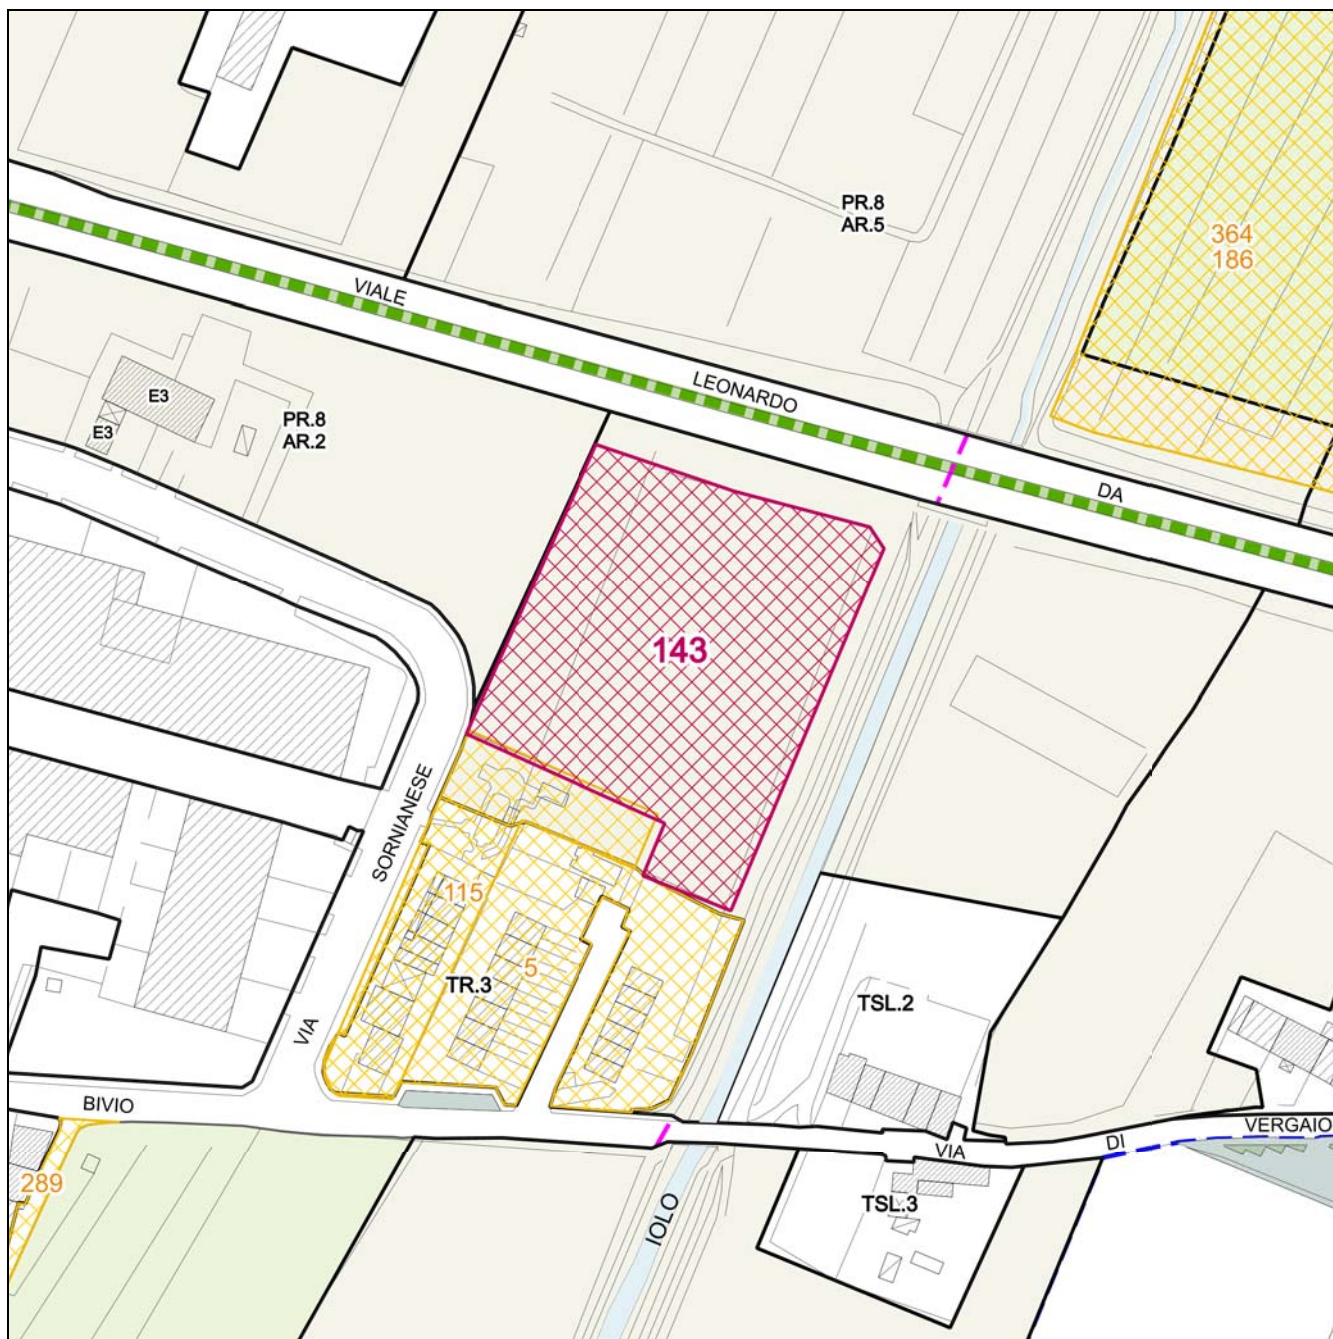 PR.8
AR.5
364
186
VIALE
LEONARDO
DA
E3
E3
PR.8
AR.2
143
SORNIANESE
VIA
115
5
TR.3
TSL.2
BIVIO
VIA
DI
VERGAIO
289
TSL.3
IOLO